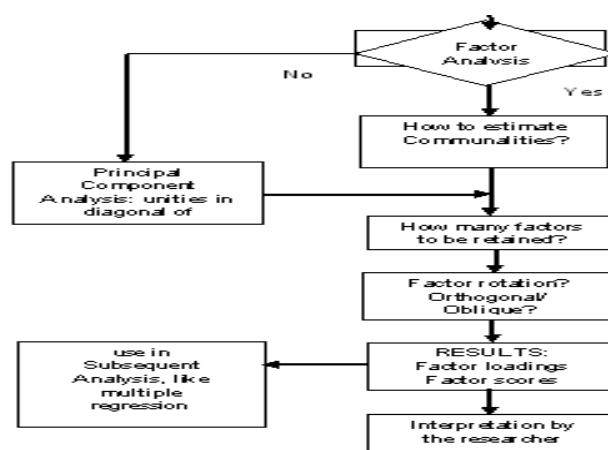 Factor
Analysis
No
Yes
How to estimate
Communalities?
Principal
Component
Analysis: unities in
diagonal of
How many factors
to be retained?
Factor rotation?
Orthogonal/
Oblique?
use in
Subsequent
Analysis, like
multiple
regression
RESULTS:
Factor loadings
Factor scores
Interpretation by
the researcher